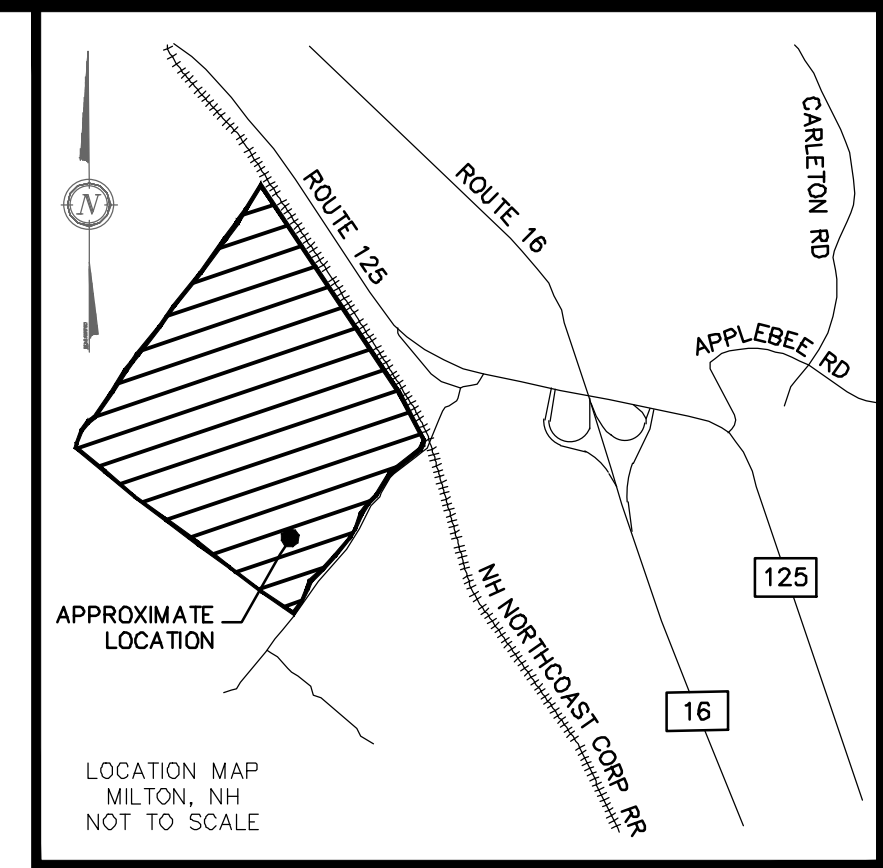 CARLETON RD
ROUTE 16
ROUTE 125
N
APPLEBEE RD
125
NH NORTHCOAST CORP RR
APPROXIMATE
LOCATION
16
LOCATION MAP
MILTON, NH
NOT TO SCALE